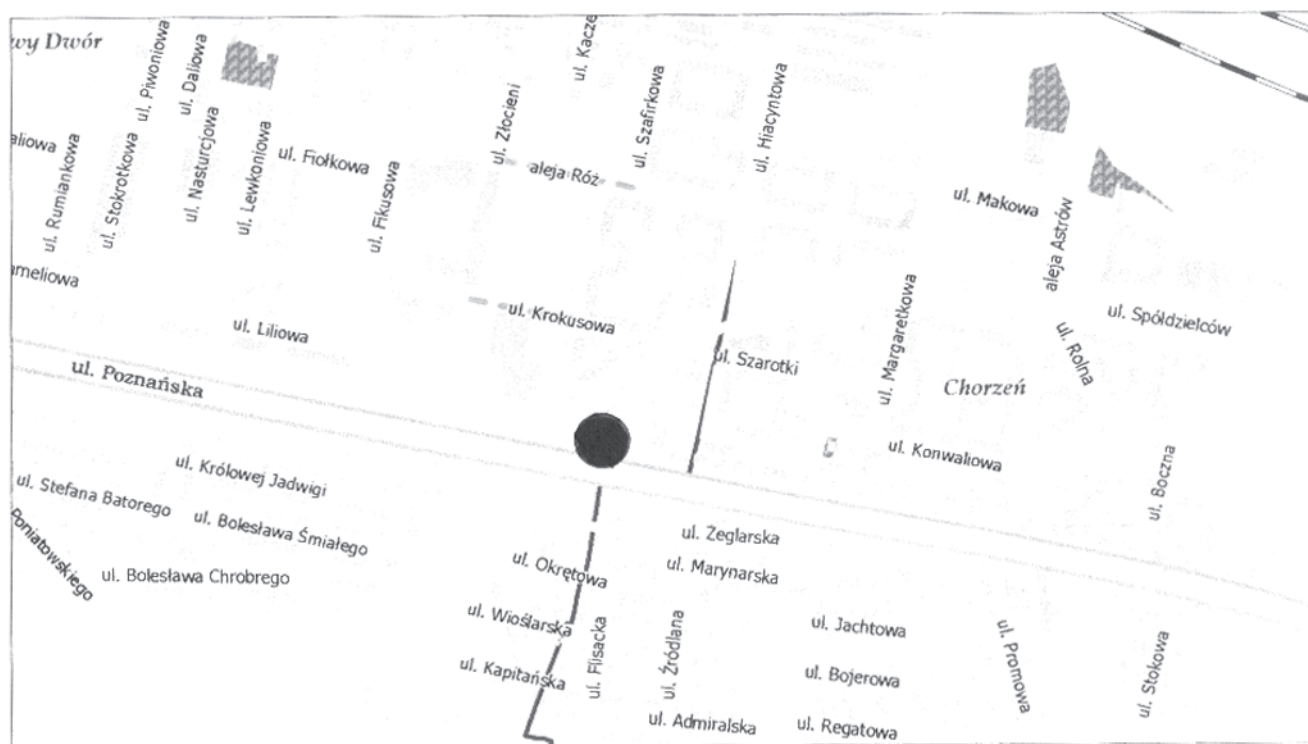 wy Dwór
ul. Piwoniowa
ul. Daliowa
ul. Kacze
ul. Szafirkowa
ul. Hiacyntowa
ul. Złocieni
aliowa
ul. Rumiankowa
ul. Stokrotkowa
ul. Nasturcjowa
ul. Lewkoniowa
ul. Fiołkowa
ul. Fikusowa
aleja Róż
ul. Makowa
aleja Astrów
ameliowa
ul. Liliowa
ul. Krokusowa
ul. Szarotki
ul. Margaretkowa
ul. Spółdzielców
ul. Rolna
Chorzeń
ul. Poznańska
ul. Konwaliowa
ul. Boczna
ul. Królowej Jadwigi
ul. Stefana Batorego
ul. Bolesława Śmiałego
Poniatowskiego
ul. Bolesława Chrobrego
ul. Żeglarska
ul. Okrętowa
ul. Marynarska
ul. Wioślarska
ul. Flisacka
ul. Źródlana
ul. Jachtowa
ul. Promowa
ul. Stokowa
ul. Kapitańska
ul. Bojerowa
ul. Admiralska
ul. Regatowa